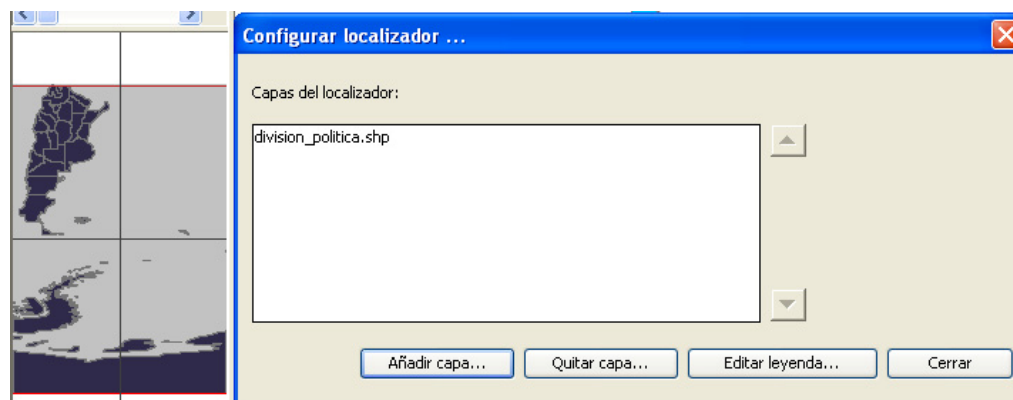 Configurar localizador ...
Capas del localizador:
division_politica.shp
Añadir capa...
Quitar capa...
Editar leyenda...
Cerrar